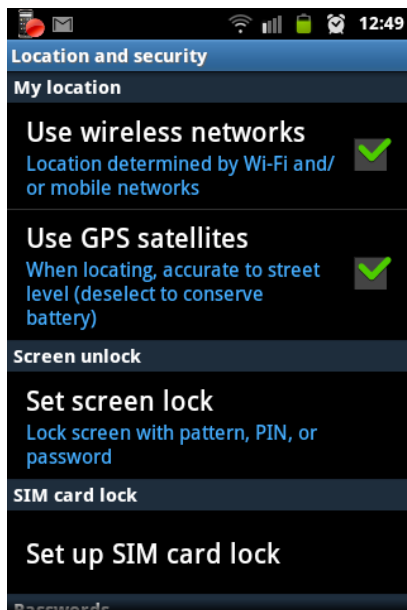 12:49
Location and security
My location
Use wireless networks
Location determined by Wi-Fi and/
or mobile networks
Use GPS satellites
When locating, accurate to street
level (deselect to conserve
battery)
Screen unlock
Set screen lock
Lock screen with pattern, PIN, or
password
SIM card lock
Set up SIM card lock
Passwords